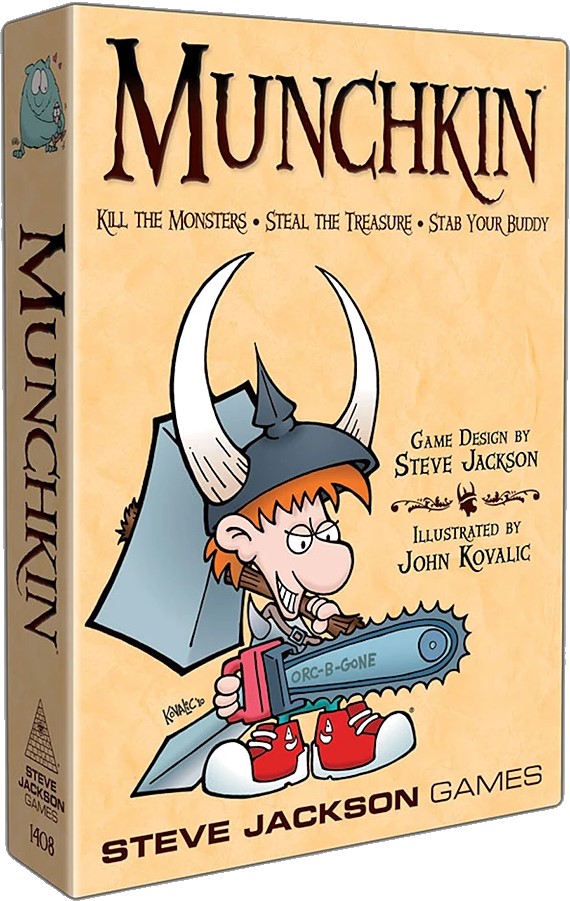 MUNCHKIN
KILL THE MONSTERS • STEAL THE TREASURE • STAB YOUR BUDDY
GAME DESIGN BY
STEVE JACKSON
ILLUSTRATED BY
JOHN KOVALIC
ORC-B-GONE
KOVALIC '10
STEVE JACKSON GAMES
MUNCHKIN
STEVE
JACKSON
GAMES
1408